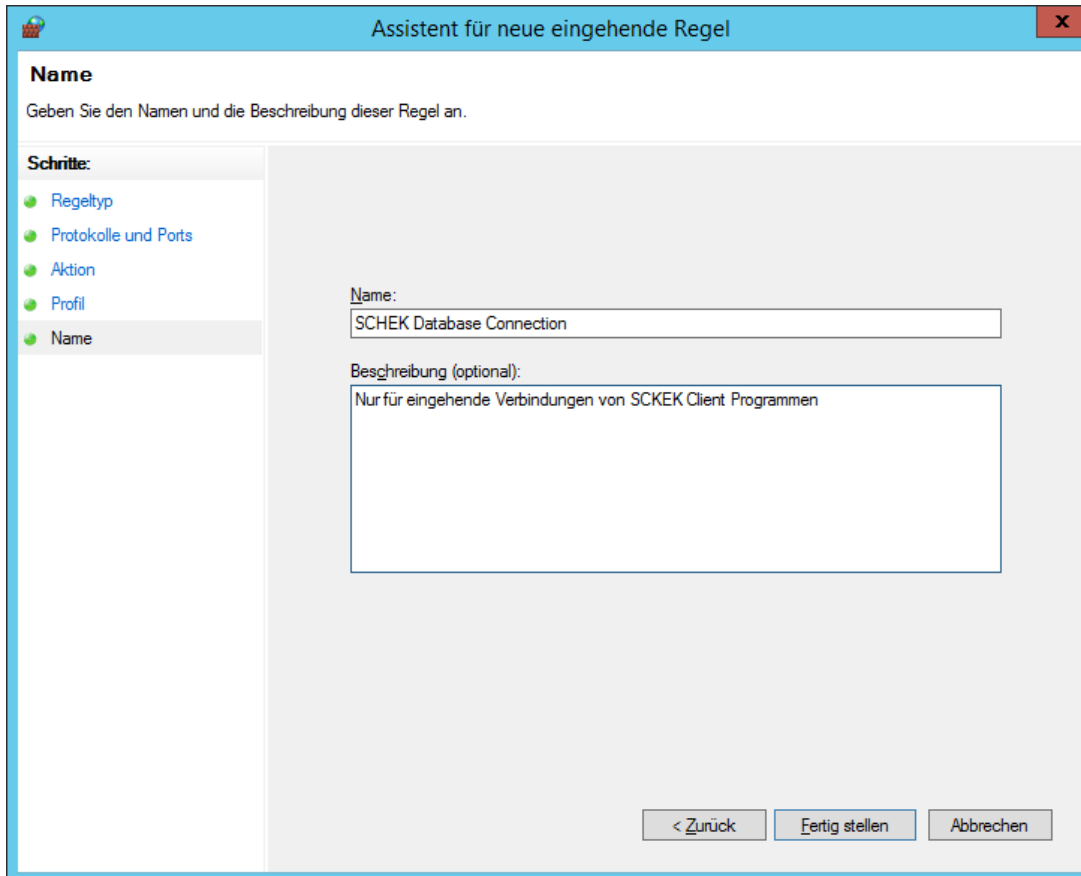 Assistent für neue eingehende Regel
x
Name
Geben Sie den Namen und die Beschreibung dieser Regel an.
Schritte:
Regeltyp
Protokolle und Ports
Aktion
Profil
Name
Name:
SCHEK Database Connection
Beschreibung (optional):
Nur für eingehende Verbindungen von SCKEK Client Programmen
< Zurück
Fertig stellen
Abbrechen